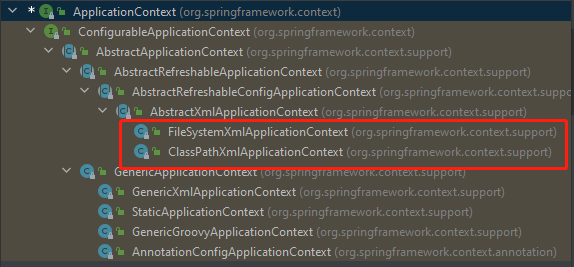 * ApplicationContext (org.springframework.context)
ConfigurableApplicationContext (org.springframework.context)
AbstractApplicationContext (org.springframework.context.support)
AbstractRefreshableApplicationContext (org.springframework.context.support)
AbstractRefreshableConfigApplicationContext (org.springframework.context.support)
AbstractXmlApplicationContext (org.springframework.context.support)
FileSystemXmlApplicationContext (org.springframework.context.support)
ClassPathXmlApplicationContext (org.springframework.context.support)
GenericApplicationContext (org.springframework.context.support)
GenericXmlApplicationContext (org.springframework.context.support)
StaticApplicationContext (org.springframework.context.support)
GenericGroovyApplicationContext (org.springframework.context.support)
AnnotationConfigApplicationContext (org.springframework.context.annotation)